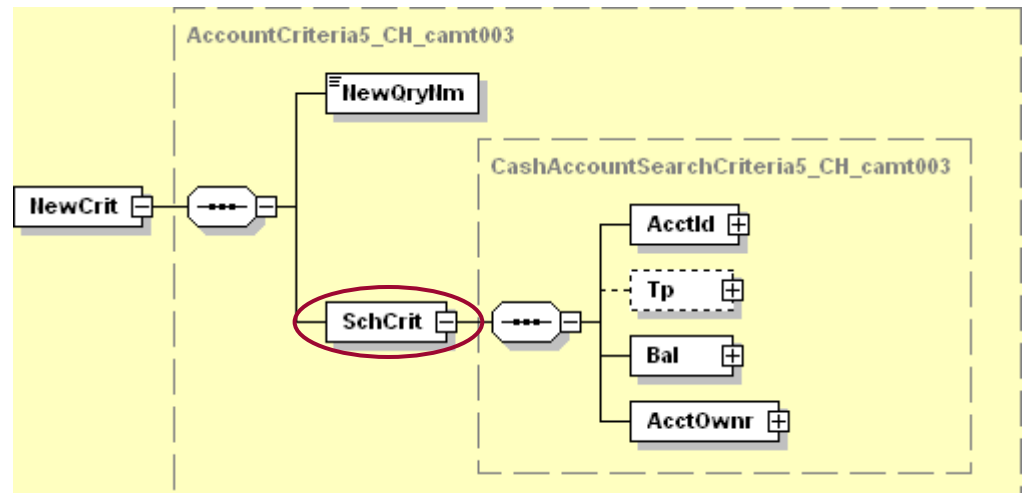 AccountCriteria5_CH_camt003
NewQryNm
CashAccountSearchCriteria5_CH_camt003
NewCrit
AcctId
Tp
SchCrit
Bal
AcctOwnr